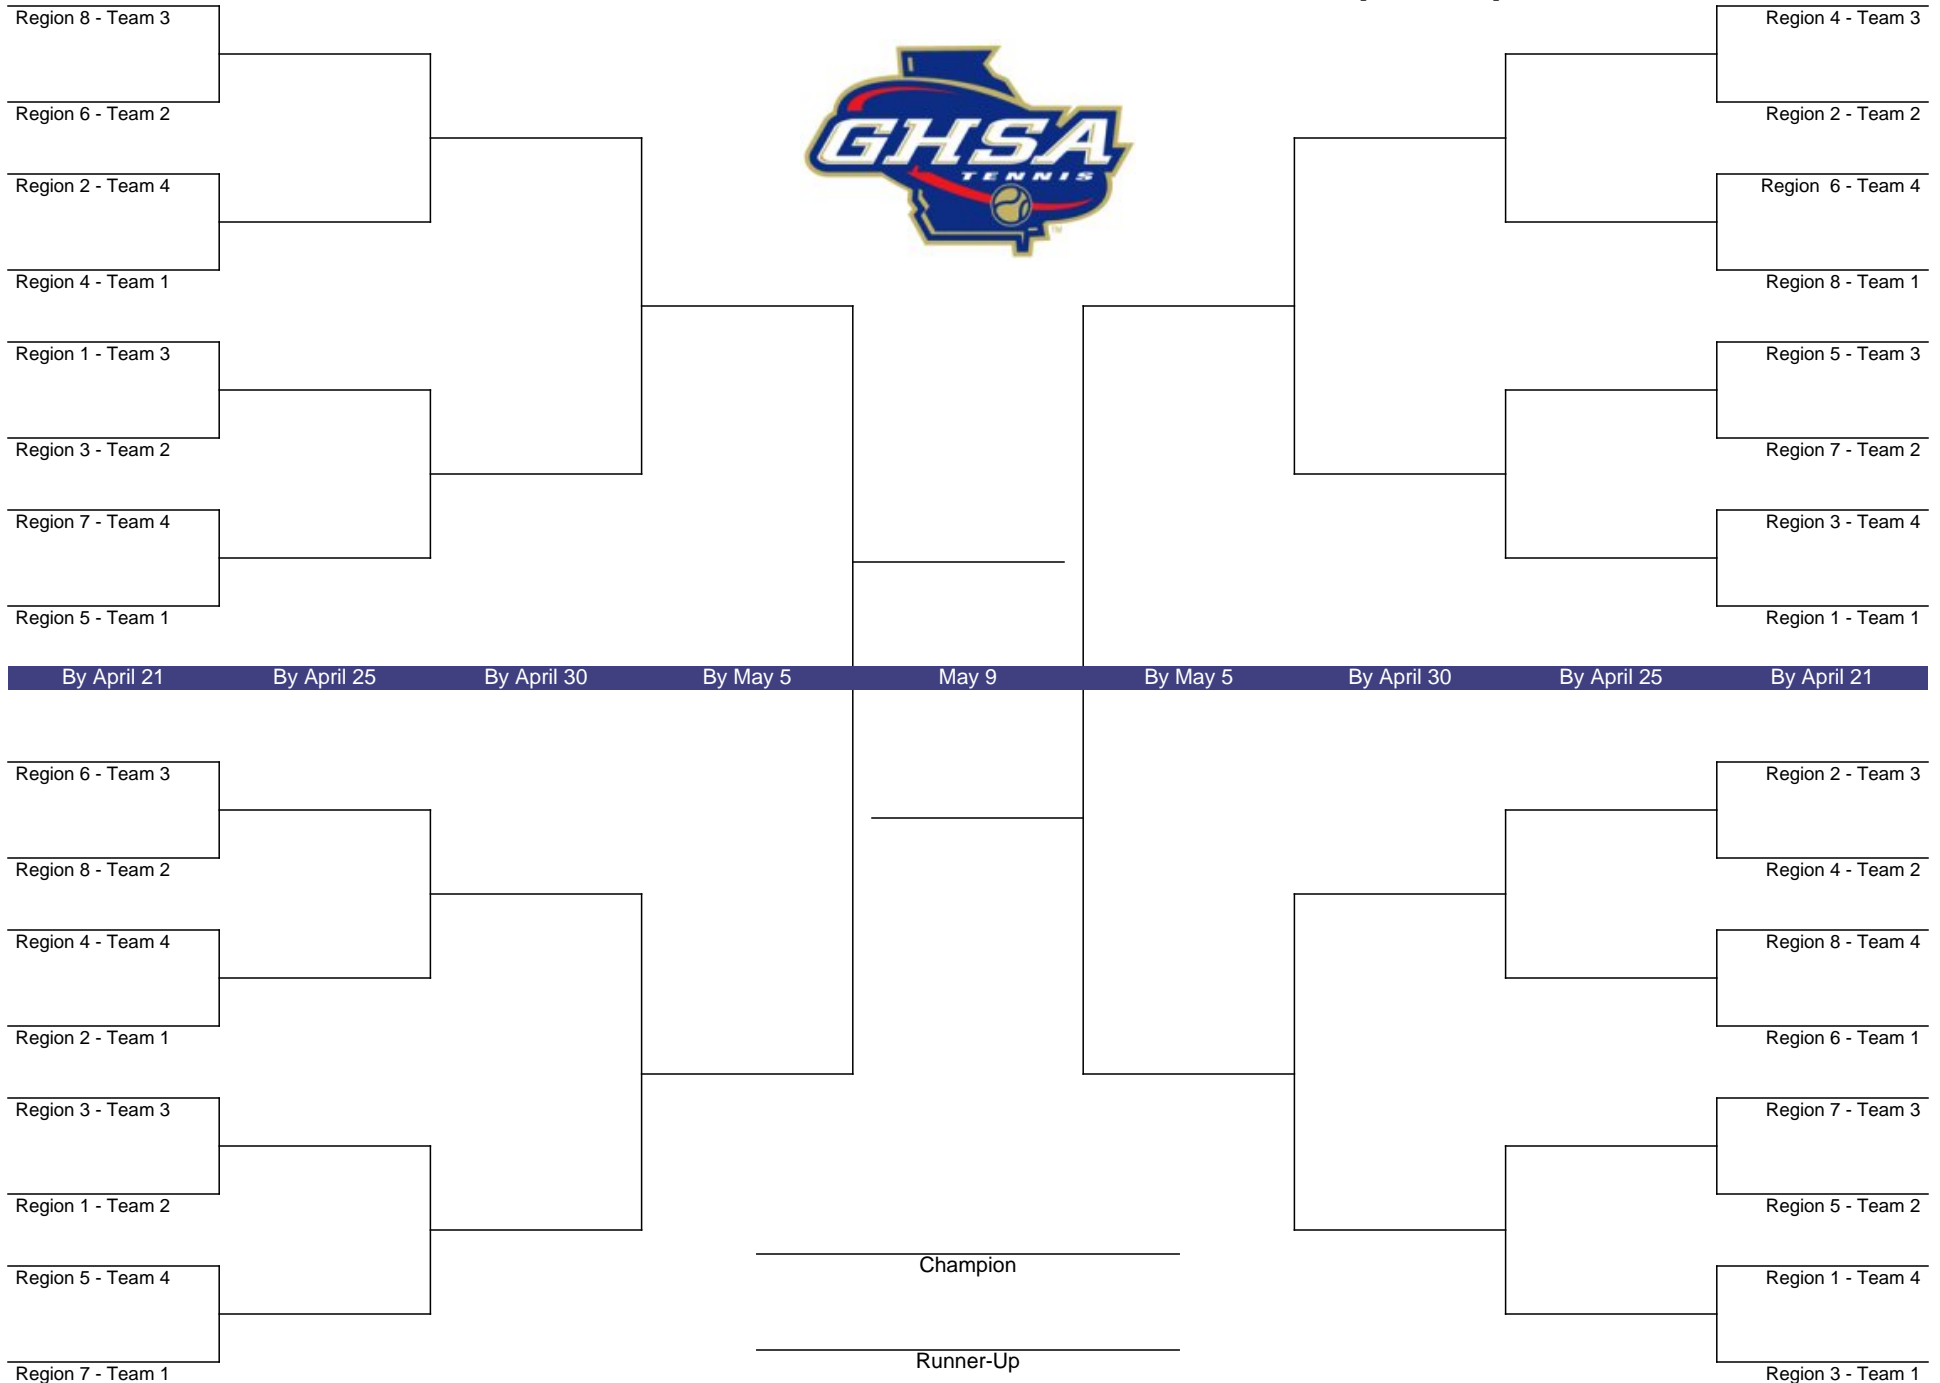 Region 8 - Team 3
Region 6 - Team 2
Region 2 - Team 4
Region 4 - Team 1
Region 1 - Team 3
Region 3 - Team 2
Region 7 - Team 4
Region 5 - Team 1
GHSA
TENNIS
TM
Region 4 - Team 3
Region 2 - Team 2
Region  6 - Team 4
Region 8 - Team 1
Region 5 - Team 3
Region 7 - Team 2
Region 3 - Team 4
Region 1 - Team 1
By April 21 By April 25 By April 30 By May 5 May 9 By May 5 By April 30 By April 25 By April 21
Region 6 - Team 3
Region 8 - Team 2
Region 4 - Team 4
Region 2 - Team 1
Region 3 - Team 3
Region 1 - Team 2
Region 5 - Team 4
Region 7 - Team 1
Champion
Runner-Up
Region 2 - Team 3
Region 4 - Team 2
Region 8 - Team 4
Region 6 - Team 1
Region 7 - Team 3
Region 5 - Team 2
Region 1 - Team 4
Region 3 - Team 1